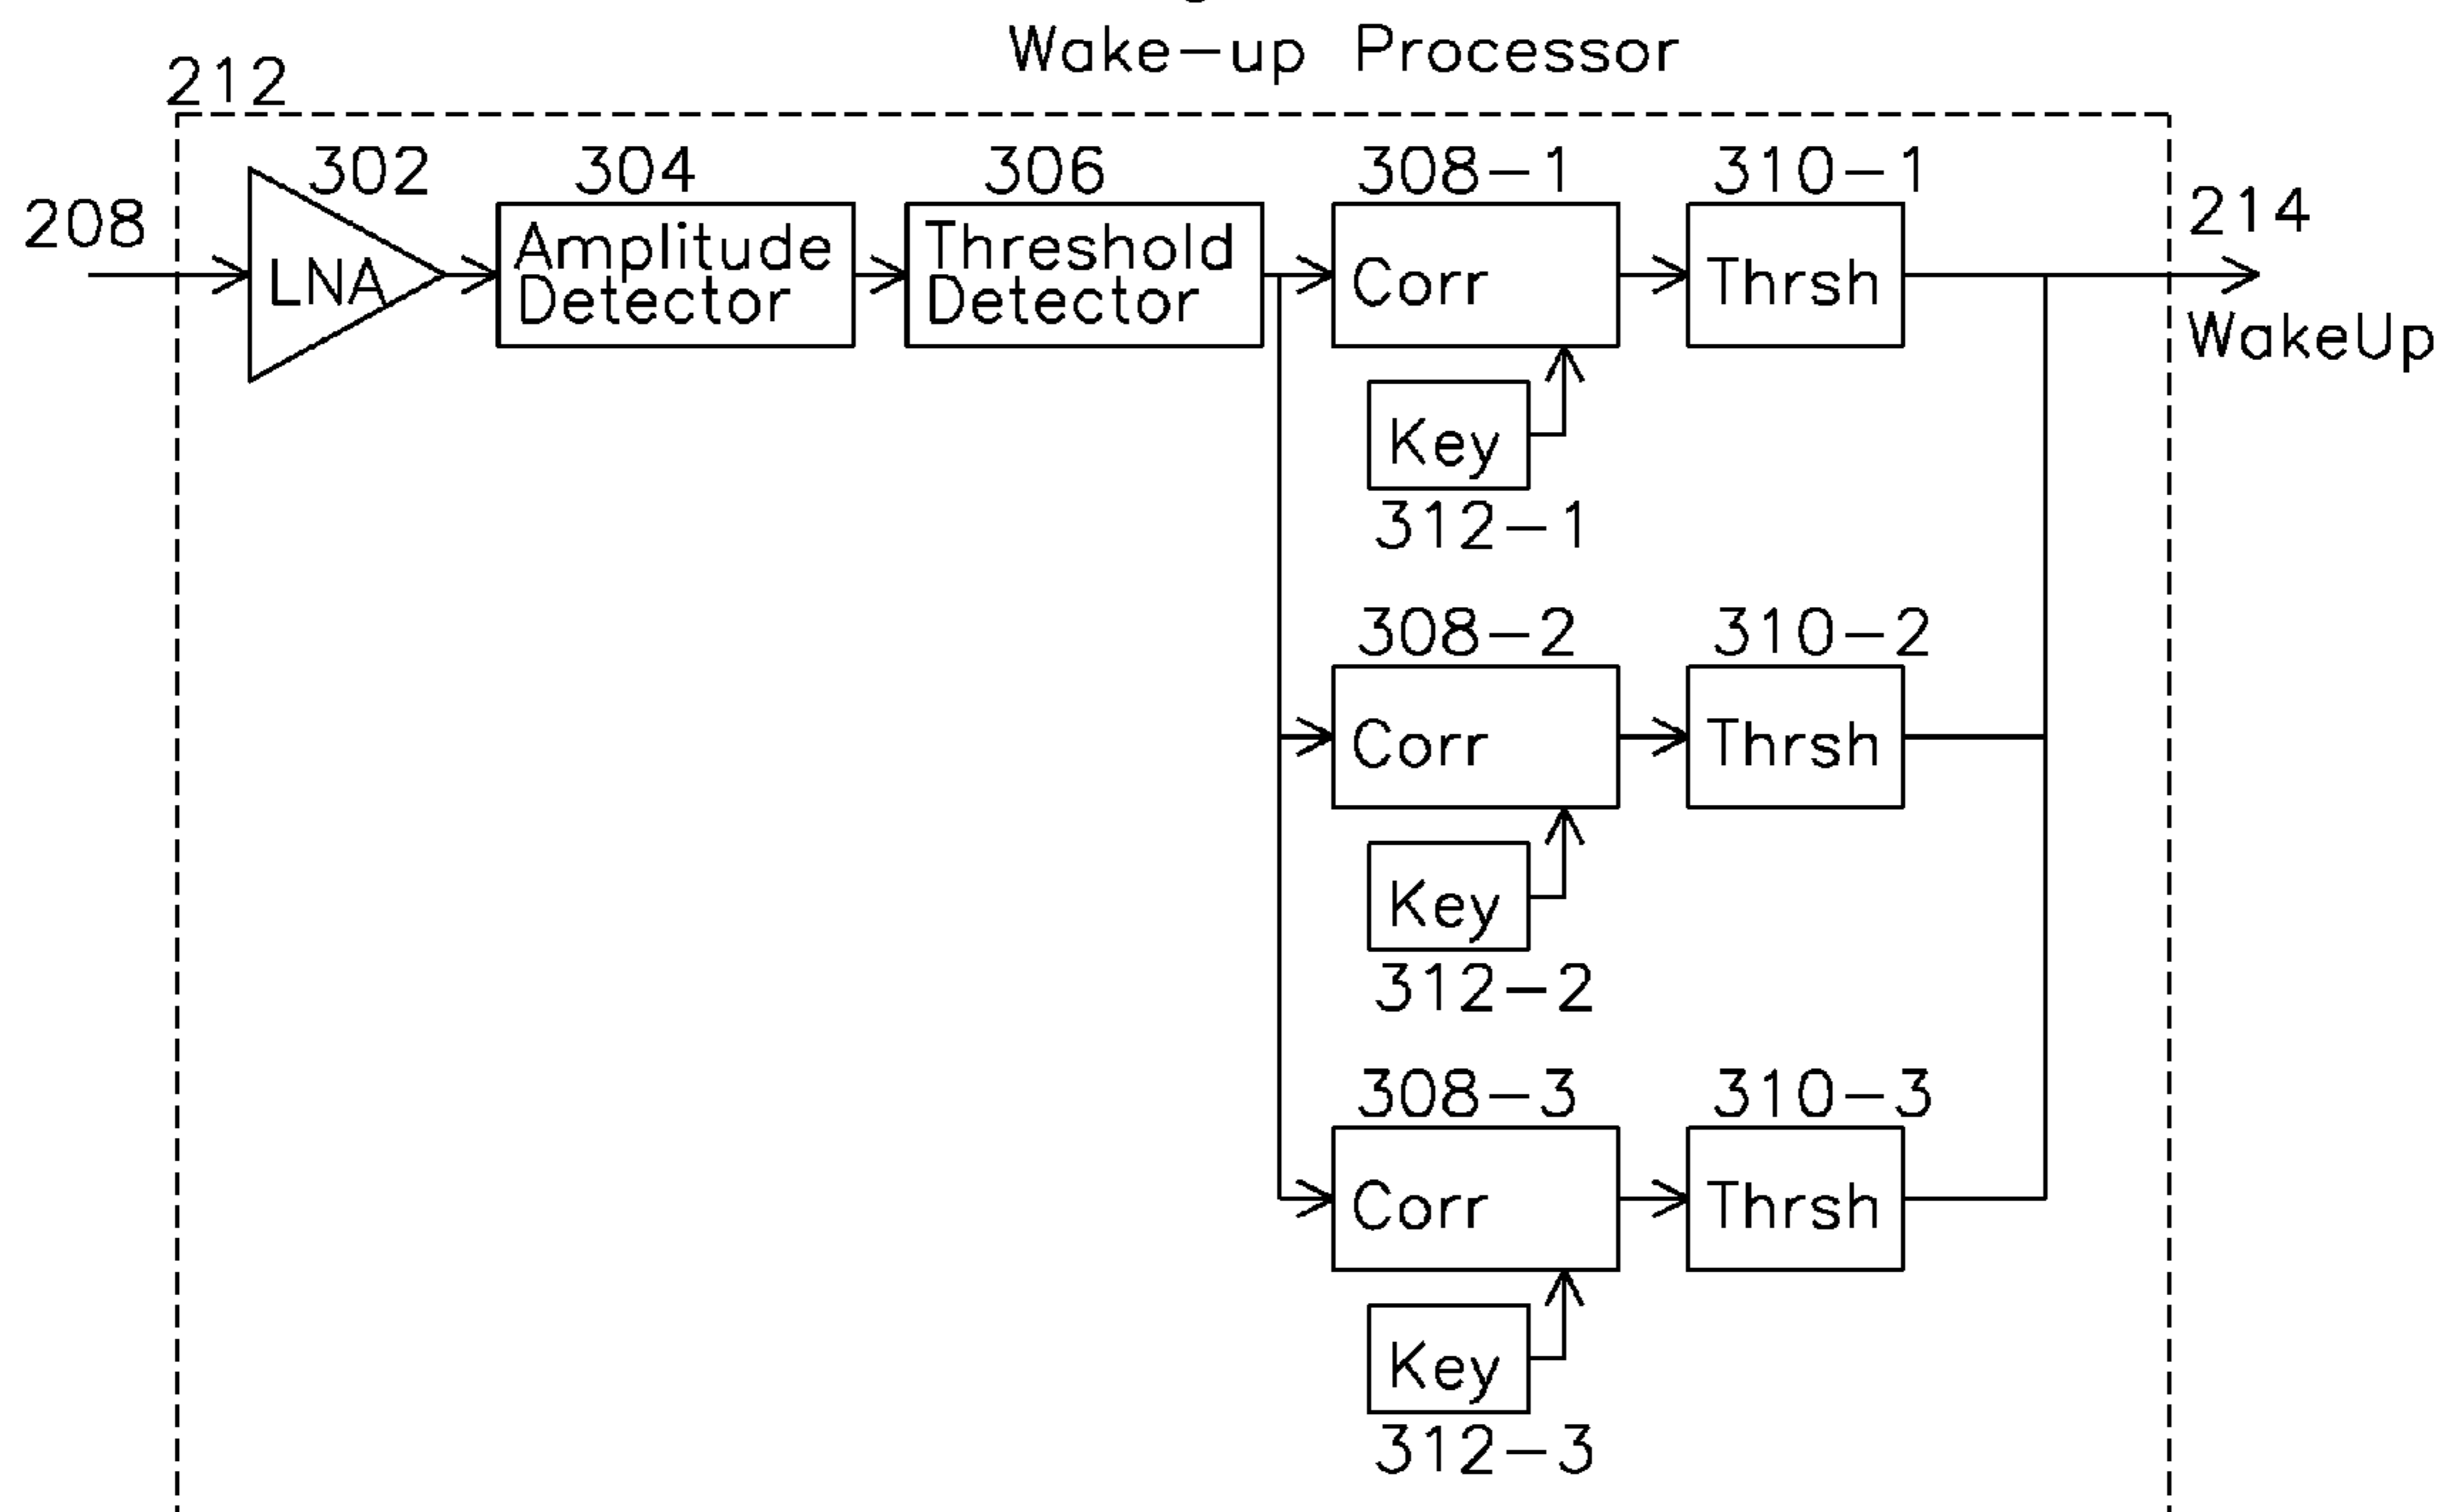 Wake-up Processor
212
302
304
306
308-1
310-1
208
214
LNA
Amplitude
Detector
Threshold
Detector
Corr
Thrsh
WakeUp
Key
312-1
308-2
310-2
Corr
Thrsh
Key
312-2
308-3
310-3
Corr
Thrsh
Key
312-3